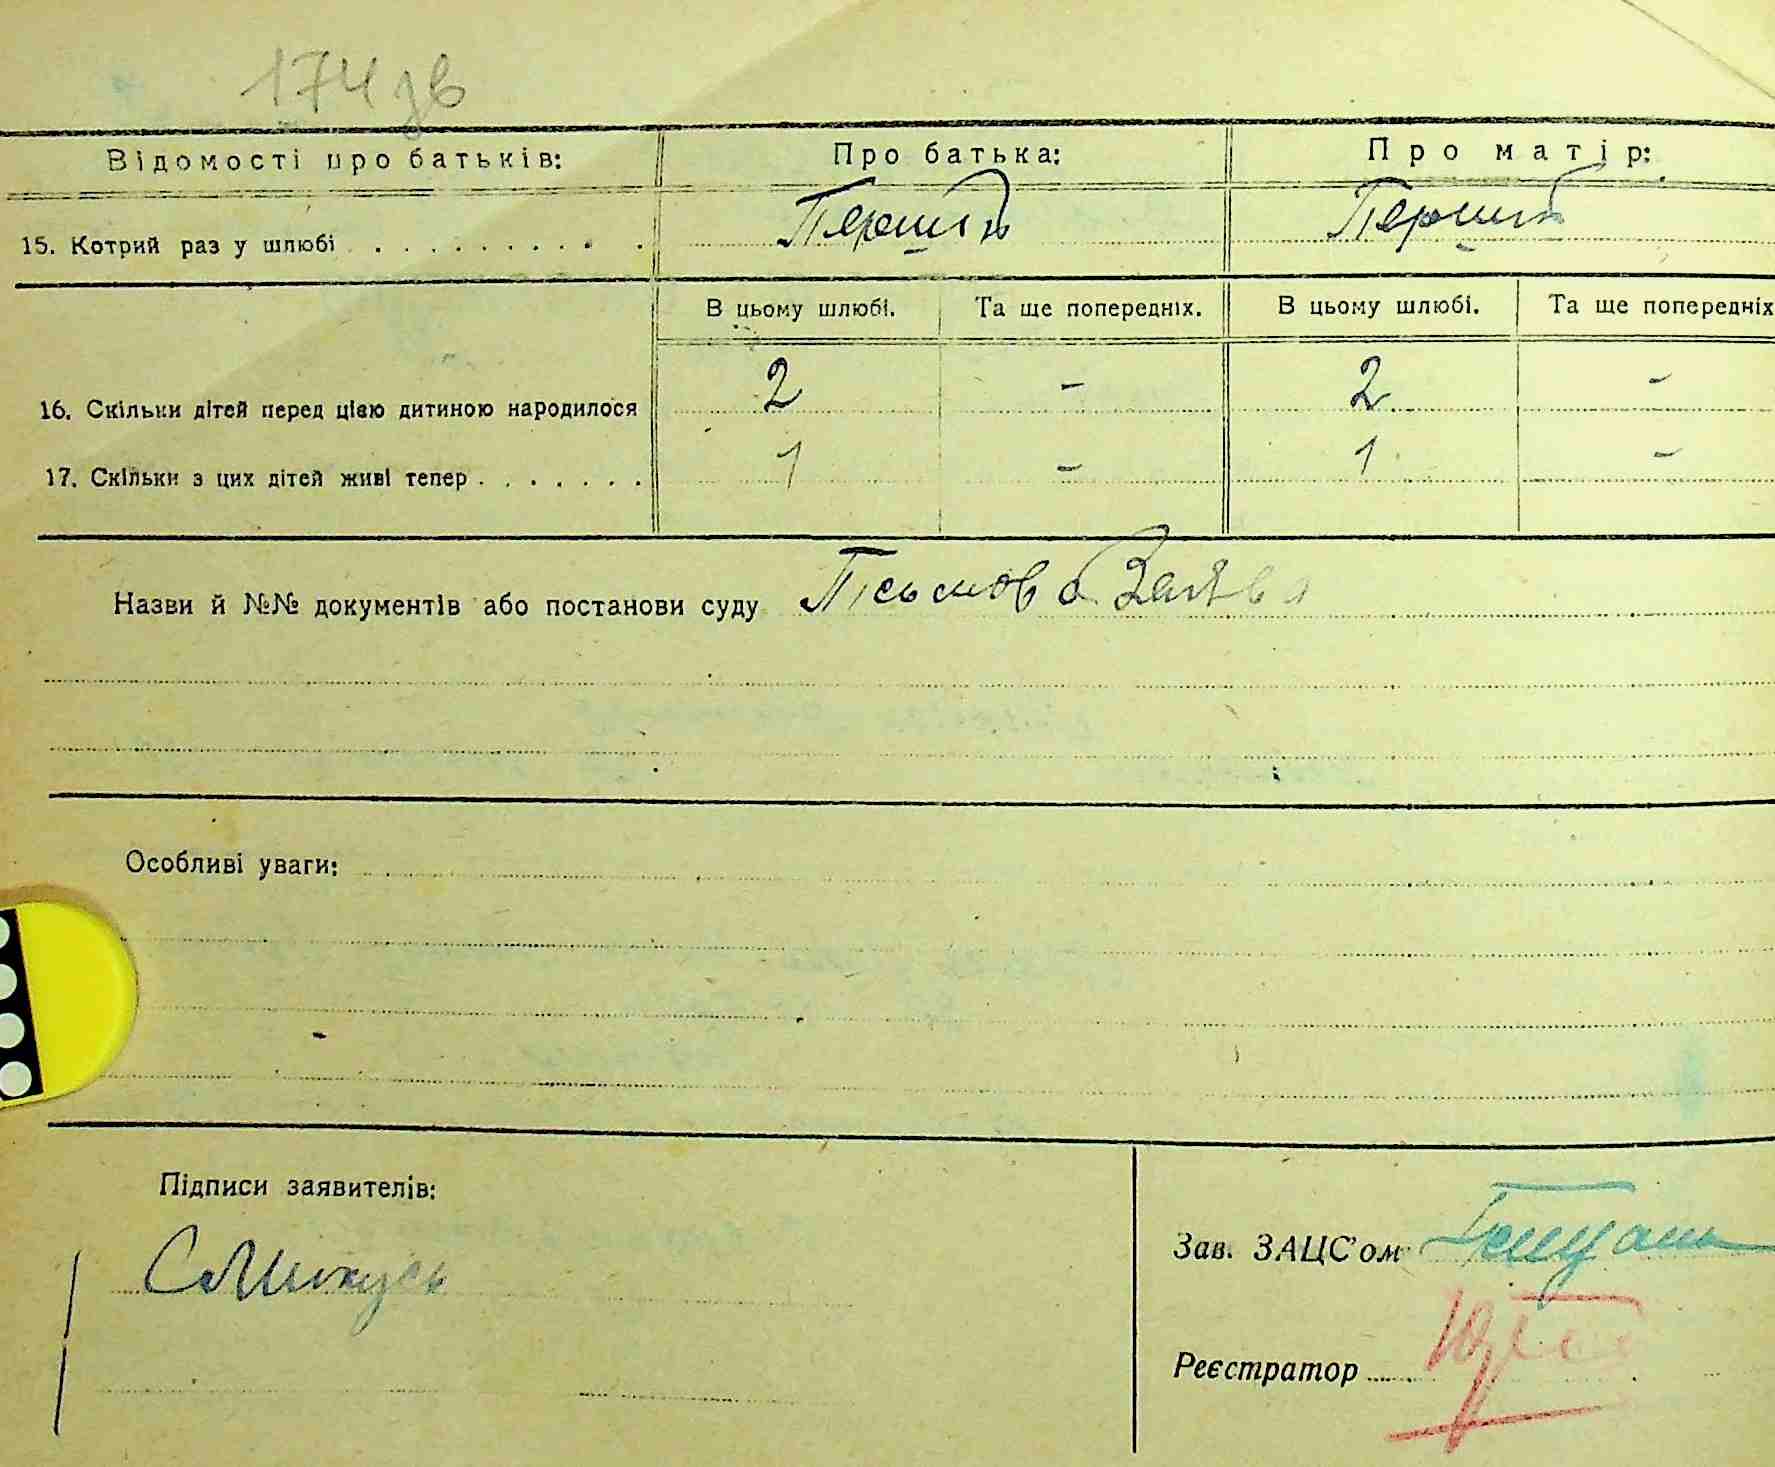 174 зв
Відомості про батьків: Про батька: Про матір:
15. Котрий раз у шлюбі . . . . . . . . . . Перший Перший
В цьому шлюбі. Та ще попередніх. В цьому шлюбі. Та ще попередніх
16. Скільки дітей перед цією дитиною народилося 2 - 2 -
17. Скільки з цих дітей живі тепер . . . . . . . 1 - 1 -
Назви й №№ документів або постанови суду Письмова Заява
Особливі уваги:
Підписи заявителів:
Зав. ЗАЦС'ом
Реєстратор